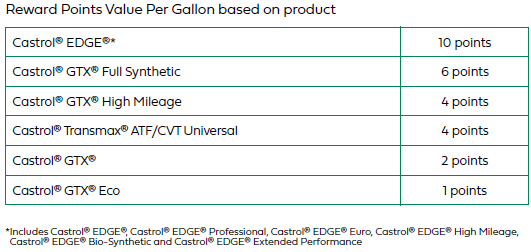 Reward Points Value Per Gallon based on product
Castrol® EDGE®* 10 points
Castrol® GTX® Full Synthetic 6 points
Castrol® GTX® High Mileage 4 points
Castrol® Transmax® ATF/CVT Universal 4 points
Castrol® GTX® 2 points
Castrol® GTX® Eco 1 points
*Includes Castrol® EDGE®, Castrol® EDGE® Professional, Castrol® EDGE® Euro, Castrol® EDGE® High Mileage,
Castrol® EDGE® Bio-Synthetic and Castrol® EDGE® Extended Performance